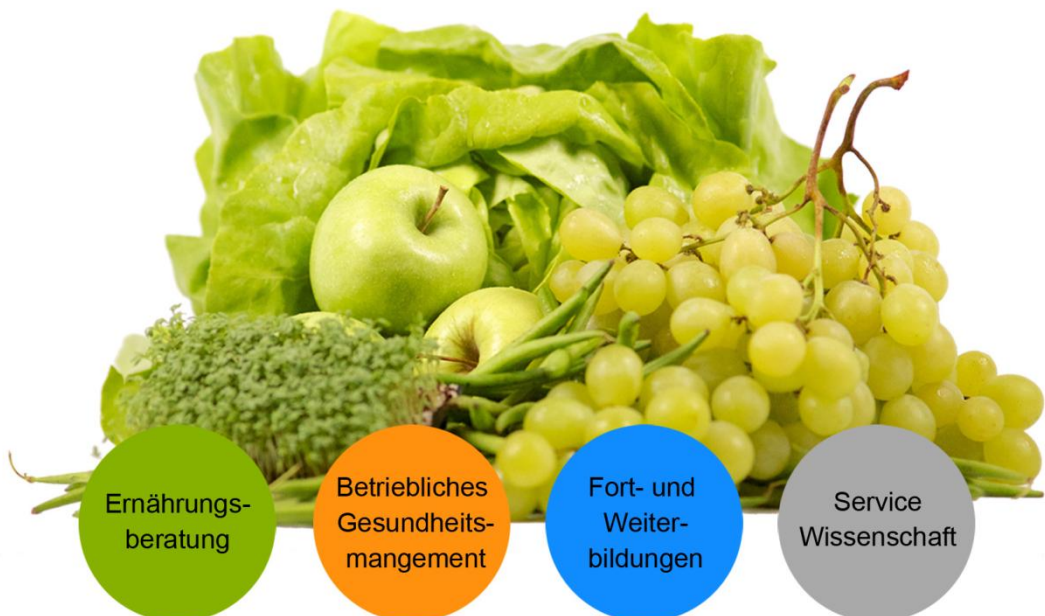 Ernährungs-
beratung
Betriebliches
Gesundheits-
mangement
Fort- und
Weiter-
bildungen
Service
Wissenschaft